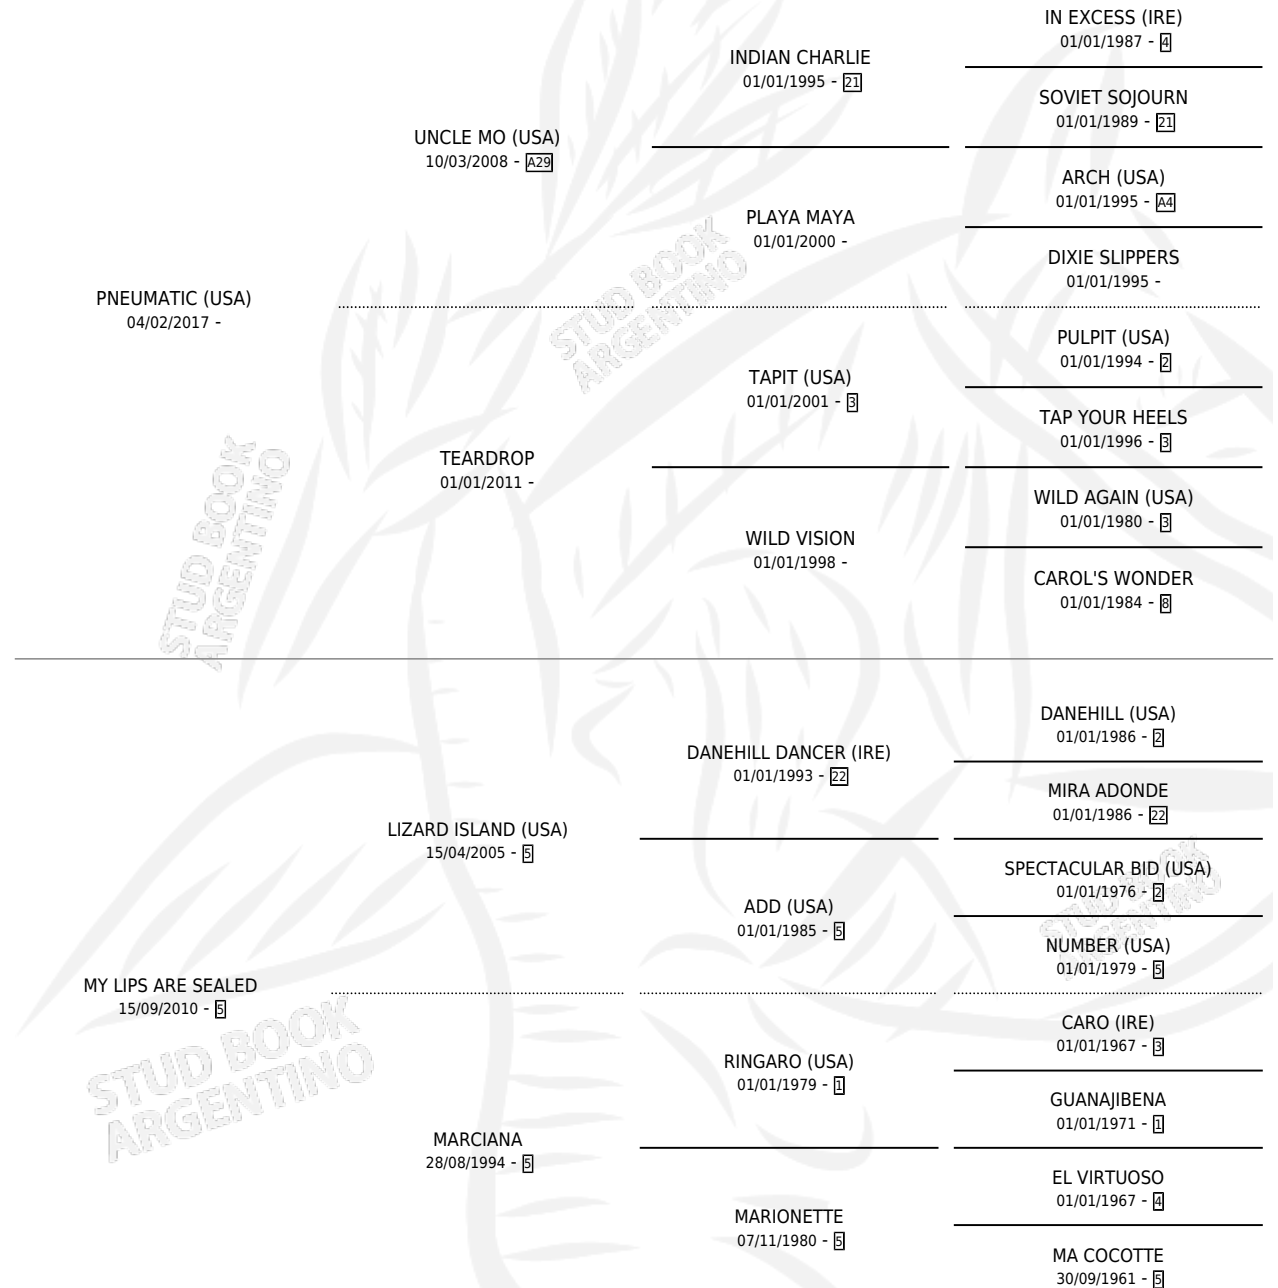 IN EXCESS (IRE)
01/01/1987 - 4
INDIAN CHARLIE
01/01/1995 - 21
SOVIET SOJOURN
01/01/1989 - 21
UNCLE MO (USA)
10/03/2008 - A29
ARCH (USA)
01/01/1995 - A4
PLAYA MAYA
01/01/2000 -
DIXIE SLIPPERS
01/01/1995 -
PNEUMATIC (USA)
04/02/2017 -
PULPIT (USA)
01/01/1994 - 2
TAPIT (USA)
01/01/2001 - 3
TAP YOUR HEELS
01/01/1996 - 3
TEARDROP
01/01/2011 -
WILD AGAIN (USA)
01/01/1980 - 3
WILD VISION
01/01/1998 -
CAROL'S WONDER
01/01/1984 - 8
STUD BOOK
ARGENTINO
STUD BOOK
ARGENTINO
DANEHILL (USA)
01/01/1986 - 2
DANEHILL DANCER (IRE)
01/01/1993 - 22
MIRA ADONDE
01/01/1986 - 22
LIZARD ISLAND (USA)
15/04/2005 - 5
SPECTACULAR BID (USA)
01/01/1976 - 2
ADD (USA)
01/01/1985 - 5
NUMBER (USA)
01/01/1979 - 5
MY LIPS ARE SEALED
15/09/2010 - 5
CARO (IRE)
01/01/1967 - 3
RINGARO (USA)
01/01/1979 - 1
GUANAJIBENA
01/01/1971 - 1
MARCIANA
28/08/1994 - 5
EL VIRTUOSO
01/01/1967 - 4
MARIONETTE
07/11/1980 - 5
MA COCOTTE
30/09/1961 - 5
STUD BOOK
ARGENTINO
STUD BOOK
ARGENTINO